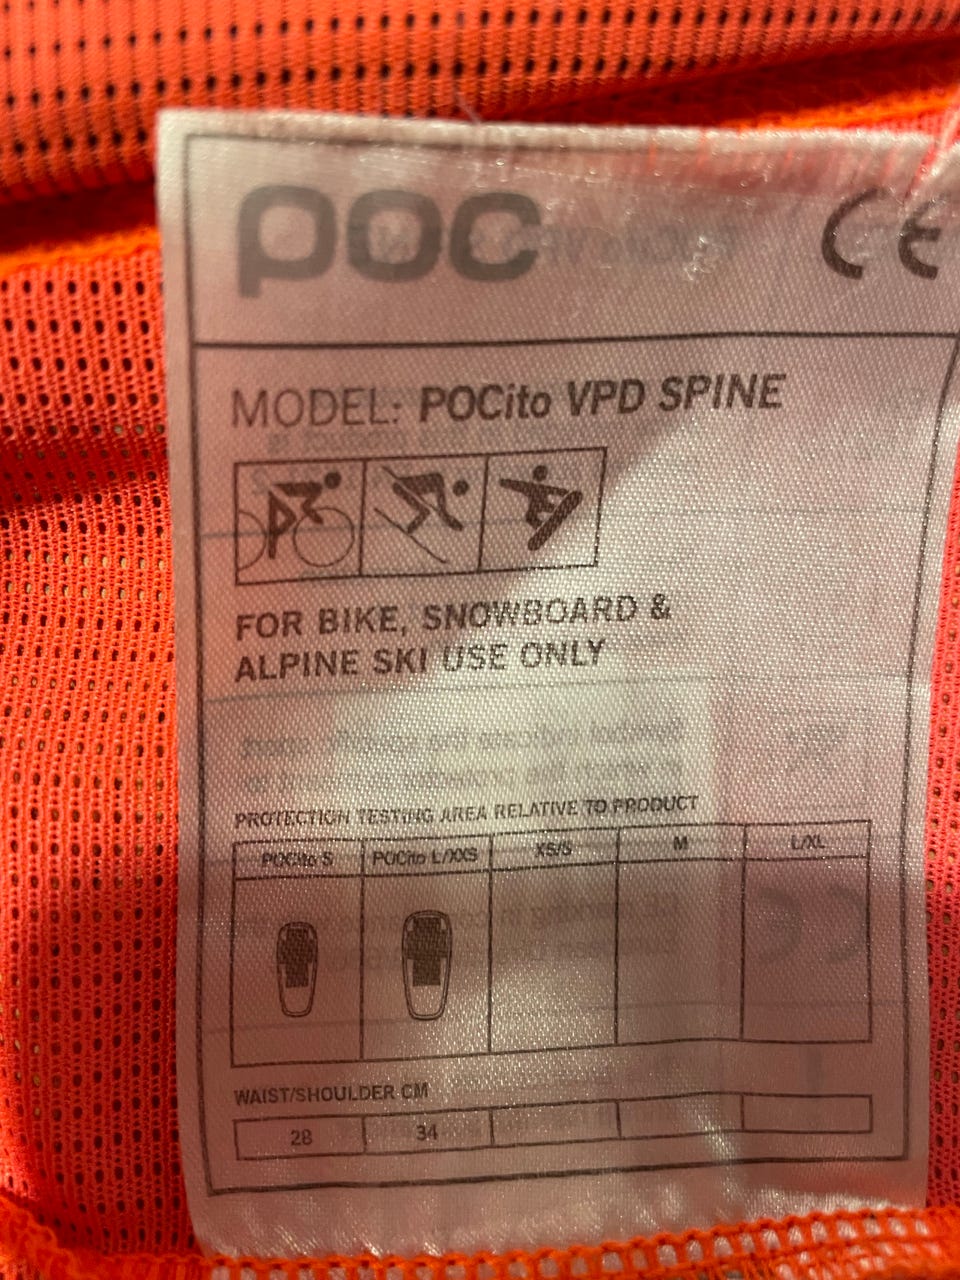 POC CE
MODEL: POCito VPD SPINE
FOR BIKE, SNOWBOARD &
ALPINE SKI USE ONLY
PROTECTION TESTING AREA RELATIVE TO PRODUCT
POCito S POCito L/XXS XS/S M L/XL
WAIST/SHOULDER CM
28 34